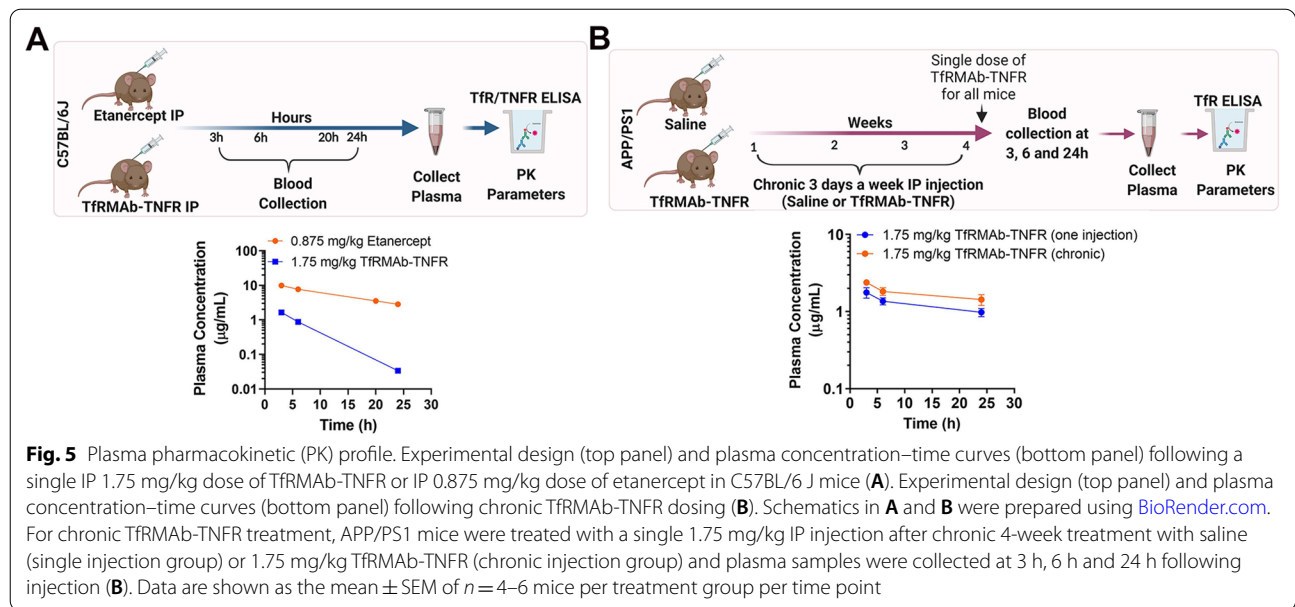 A
C57BL/6J
Etanercept IP
TfRMAb-TNFR IP
Hours
3h 6h 20h 24h
Blood
Collection
Collect
Plasma
TfR/TNFR ELISA
PK
Parameters
0.875 mg/kg Etanercept
1.75 mg/kg TfRMAb-TNFR
Plasma Concentration
(µg/mL)
100
10
1
0.1
0.01
0 5 10 15 20 25 30
Time (h)
B
APP/PS1
Saline
TfRMAb-TNFR
Single dose of
TfRMAb-TNFR
for all mice
Weeks
1 2 3 4
Chronic 3 days a week IP injection
(Saline or TfRMAb-TNFR)
Blood
collection at
3, 6 and 24h
Collect
Plasma
TfR ELISA
PK
Parameters
1.75 mg/kg TfRMAb-TNFR (one injection)
1.75 mg/kg TfRMAb-TNFR (chronic)
Plasma Concentration
(µg/mL)
10
1
0.1
0 5 10 15 20 25 30
Time (h)
Fig. 5 Plasma pharmacokinetic (PK) profile. Experimental design (top panel) and plasma concentration–time curves (bottom panel) following a
single IP 1.75 mg/kg dose of TfRMAb-TNFR or IP 0.875 mg/kg dose of etanercept in C57BL/6 J mice (A). Experimental design (top panel) and plasma
concentration–time curves (bottom panel) following chronic TfRMAb-TNFR dosing (B). Schematics in A and B were prepared using BioRender.com.
For chronic TfRMAb-TNFR treatment, APP/PS1 mice were treated with a single 1.75 mg/kg IP injection after chronic 4-week treatment with saline
(single injection group) or 1.75 mg/kg TfRMAb-TNFR (chronic injection group) and plasma samples were collected at 3 h, 6 h and 24 h following
injection (B). Data are shown as the mean ± SEM of n = 4–6 mice per treatment group per time point